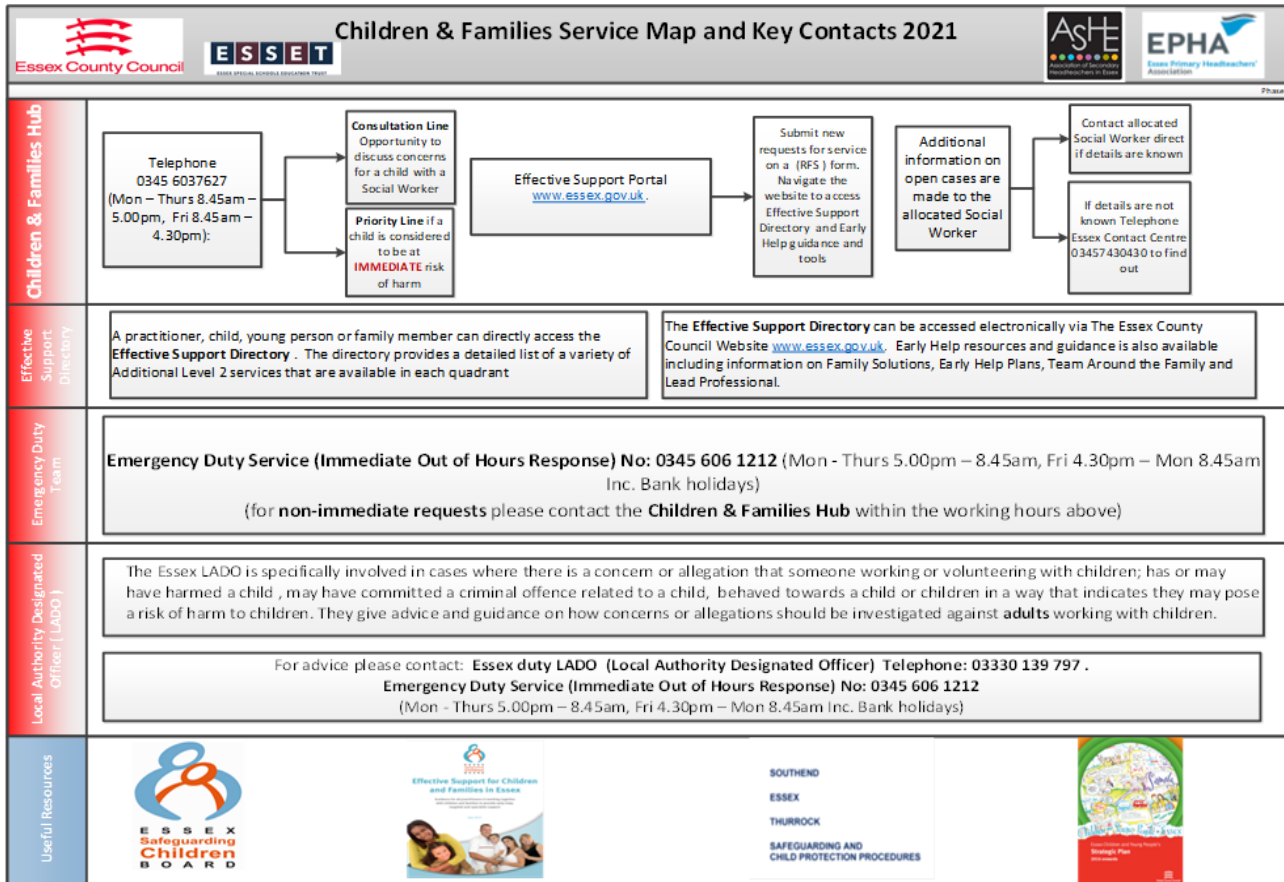 Children & Families Service Map and Key Contacts 2021
Essex County Council
ESSET
ESSEX SPECIAL SCHOOLS EDUCATION TRUST
ASHE
Association of Secondary
Headteachers in Essex
EPHA
Essex Primary Headteachers'
Association
Phase
Children & Families Hub
Telephone
0345 6037627
(Mon – Thurs 8.45am –
5.00pm, Fri 8.45am –
4.30pm):
Consultation Line
Opportunity to
discuss concerns
for a child with a
Social Worker
Priority Line if a
child is considered
to be at
IMMEDIATE risk
of harm
Effective Support Portal
www.essex.gov.uk .
Submit new
requests for service
on a (RFS ) form.
Navigate the
website to access
Effective Support
Directory and Early
Help guidance and
tools
Additional
information on
open cases are
made to the
allocated Social
Worker
Contact allocated
Social Worker direct
if details are known
If details are not
known Telephone
Essex Contact Centre
03457430430 to find
out
Effective
Support
Directory
A practitioner, child, young person or family member can directly access the
Effective Support Directory . The directory provides a detailed list of a variety of
Additional Level 2 services that are available in each quadrant
The Effective Support Directory can be accessed electronically via The Essex County
Council Website www.essex.gov.uk. Early Help resources and guidance is also available
including information on Family Solutions, Early Help Plans, Team Around the Family and
Lead Professional.
Emergency Duty
Team
Emergency Duty Service (Immediate Out of Hours Response) No: 0345 606 1212 (Mon - Thurs 5.00pm – 8.45am, Fri 4.30pm – Mon 8.45am
Inc. Bank holidays)
(for non-immediate requests please contact the Children & Families Hub within the working hours above)
Local Authority Designated
Officer ( LADO )
The Essex LADO is specifically involved in cases where there is a concern or allegation that someone working or volunteering with children; has or may
have harmed a child , may have committed a criminal offence related to a child, behaved towards a child or children in a way that indicates they may pose
a risk of harm to children. They give advice and guidance on how concerns or allegations should be investigated against adults working with children.
For advice please contact: Essex duty LADO (Local Authority Designated Officer) Telephone: 03330 139 797 .
Emergency Duty Service (Immediate Out of Hours Response) No: 0345 606 1212
(Mon - Thurs 5.00pm – 8.45am, Fri 4.30pm – Mon 8.45am Inc. Bank holidays)
Useful Resources
ESSEX
Safeguarding
Children
BOARD
Effective Support for Children
and Families in Essex
SOUTHEND
ESSEX
THURROCK
SAFEGUARDING AND
CHILD PROTECTION PROCEDURES
Essex Children and Young People's
Strategic Plan